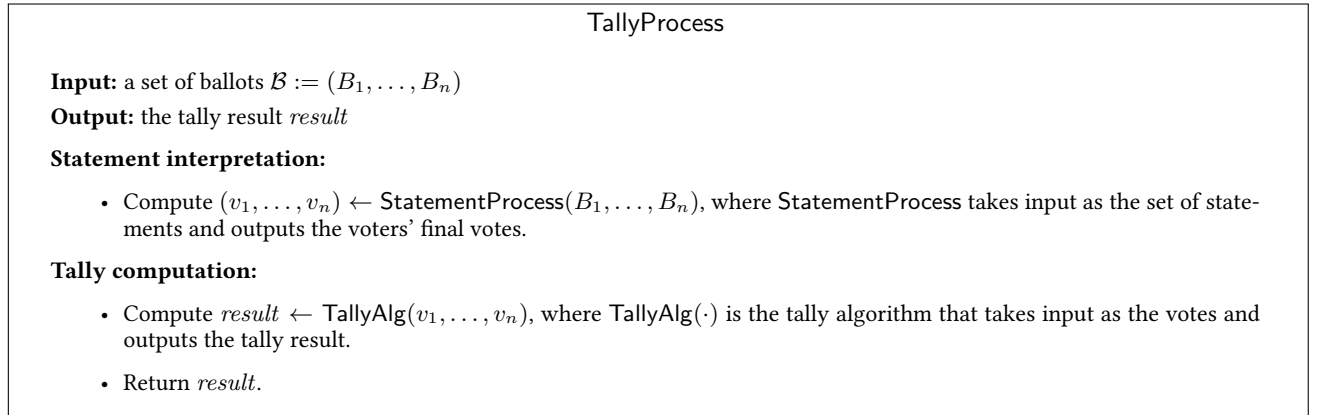 TallyProcess
Input: a set of ballots 𝓑 := (B₁, . . . , Bₙ)
Output: the tally result result
Statement interpretation:
• Compute (v₁, . . . , vₙ) ← StatementProcess(B₁, . . . , Bₙ), where StatementProcess takes input as the set of state-
ments and outputs the voters’ final votes.
Tally computation:
• Compute result ← TallyAlg(v₁, . . . , vₙ), where TallyAlg(·) is the tally algorithm that takes input as the votes and
outputs the tally result.
• Return result.